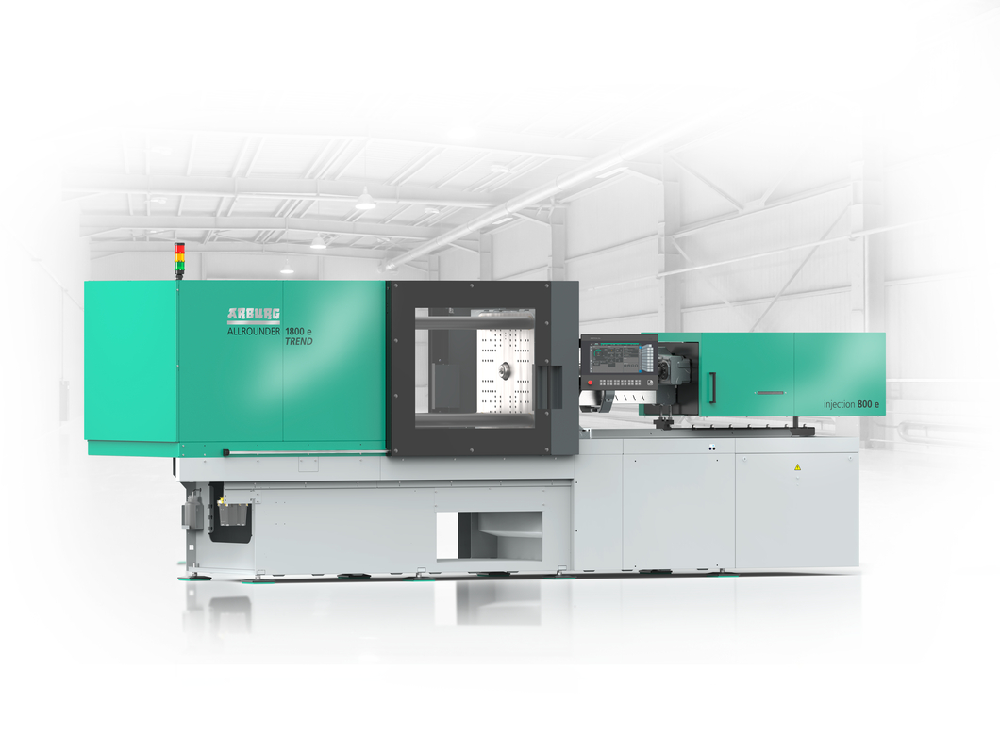 ARBURG
ALLROUNDER 1800 e
TREND
injection 800 e